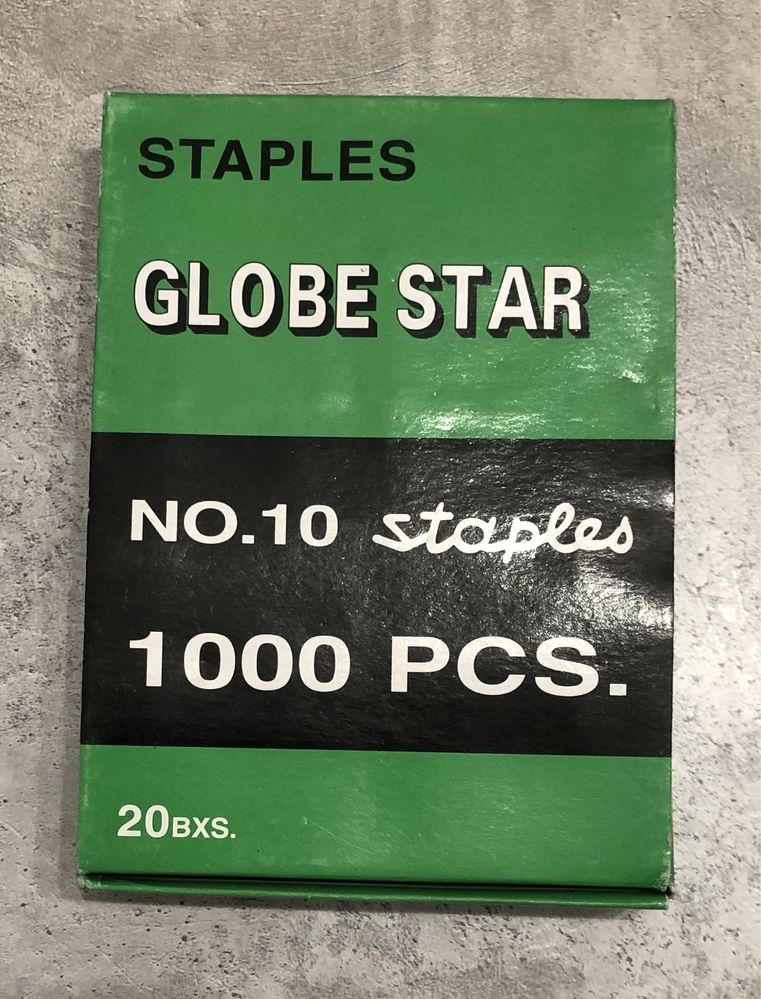 STAPLES
GLOBE STAR
NO.10 staples
1000 PCS.
20BXS.